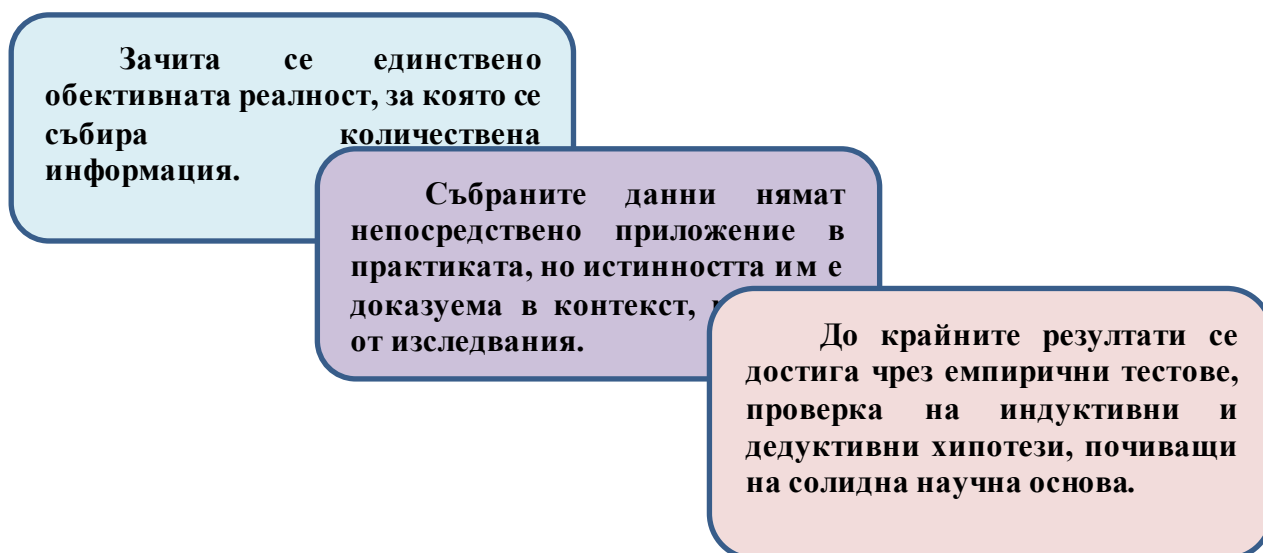 Зачита се единствено
обективната реалност, за която се
събира количествена
информация.
Събраните данни нямат
непосредствено приложение в
практиката, но истинността им е
доказуема в контекст,
от изследвания.
До крайните резултати се
достига чрез емпирични тестове,
проверка на индуктивни и
дедуктивни хипотези, почиващи
на солидна научна основа.